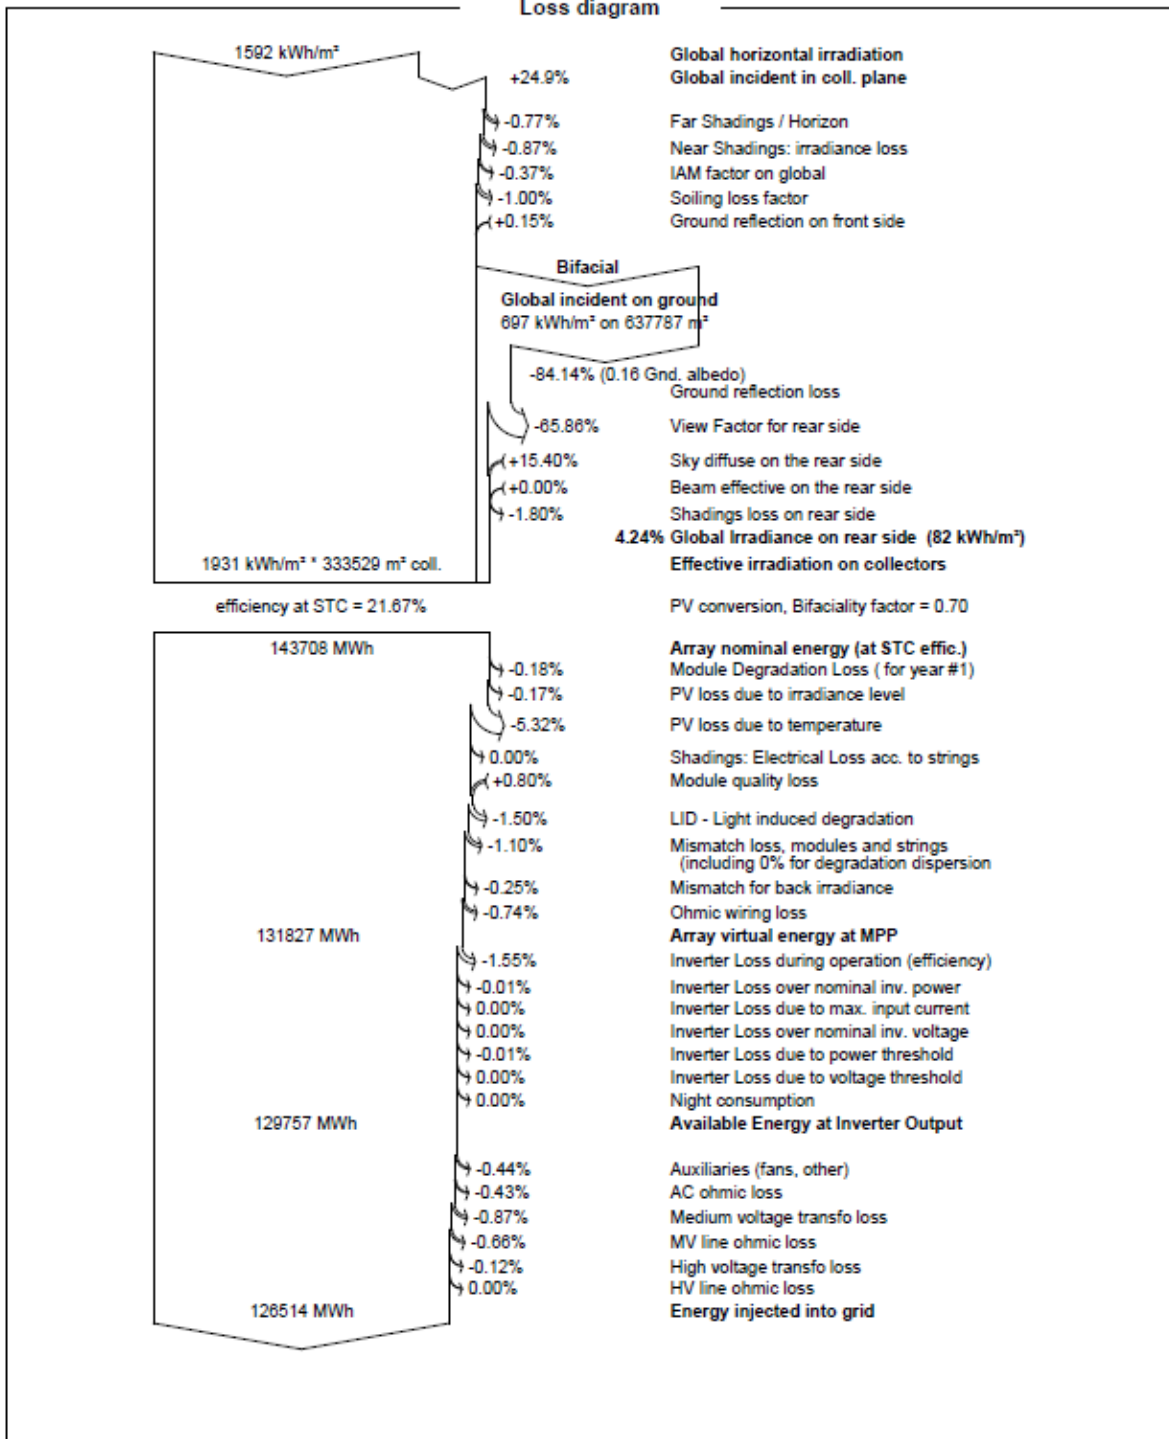 Loss diagram
1592 kWh/m² Global horizontal irradiation
+24.9% Global incident in coll. plane
-0.77% Far Shadings / Horizon
-0.87% Near Shadings: irradiance loss
-0.37% IAM factor on global
-1.00% Soiling loss factor
+0.15% Ground reflection on front side
Bifacial
Global incident on ground
697 kWh/m² on 637787 m²
-84.14% (0.16 Gnd. albedo)
Ground reflection loss
-65.86% View Factor for rear side
+15.40% Sky diffuse on the rear side
+0.00% Beam effective on the rear side
-1.80% Shadings loss on rear side
4.24% Global Irradiance on rear side (82 kWh/m²)
1931 kWh/m² * 333529 m² coll. Effective irradiation on collectors
efficiency at STC = 21.67% PV conversion, Bifaciality factor = 0.70
143708 MWh Array nominal energy (at STC effic.)
-0.18% Module Degradation Loss ( for year #1)
-0.17% PV loss due to irradiance level
-5.32% PV loss due to temperature
0.00% Shadings: Electrical Loss acc. to strings
+0.80% Module quality loss
-1.50% LID - Light induced degradation
-1.10% Mismatch loss, modules and strings
(including 0% for degradation dispersion
-0.25% Mismatch for back irradiance
-0.74% Ohmic wiring loss
131827 MWh Array virtual energy at MPP
-1.55% Inverter Loss during operation (efficiency)
-0.01% Inverter Loss over nominal inv. power
0.00% Inverter Loss due to max. input current
0.00% Inverter Loss over nominal inv. voltage
-0.01% Inverter Loss due to power threshold
0.00% Inverter Loss due to voltage threshold
0.00% Night consumption
129757 MWh Available Energy at Inverter Output
-0.44% Auxiliaries (fans, other)
-0.43% AC ohmic loss
-0.87% Medium voltage transfo loss
-0.66% MV line ohmic loss
-0.12% High voltage transfo loss
0.00% HV line ohmic loss
126514 MWh Energy injected into grid